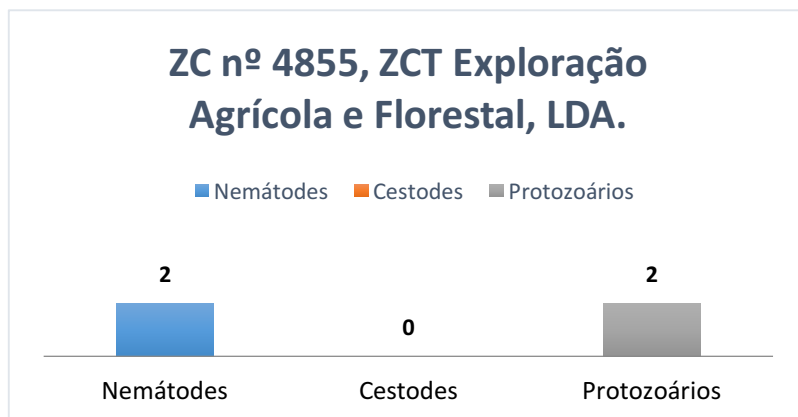 ZC nº 4855, ZCT Exploração
Agrícola e Florestal, LDA.
Nemátodes Cestodes Protozoários
2
0
2
Nemátodes Cestodes Protozoários